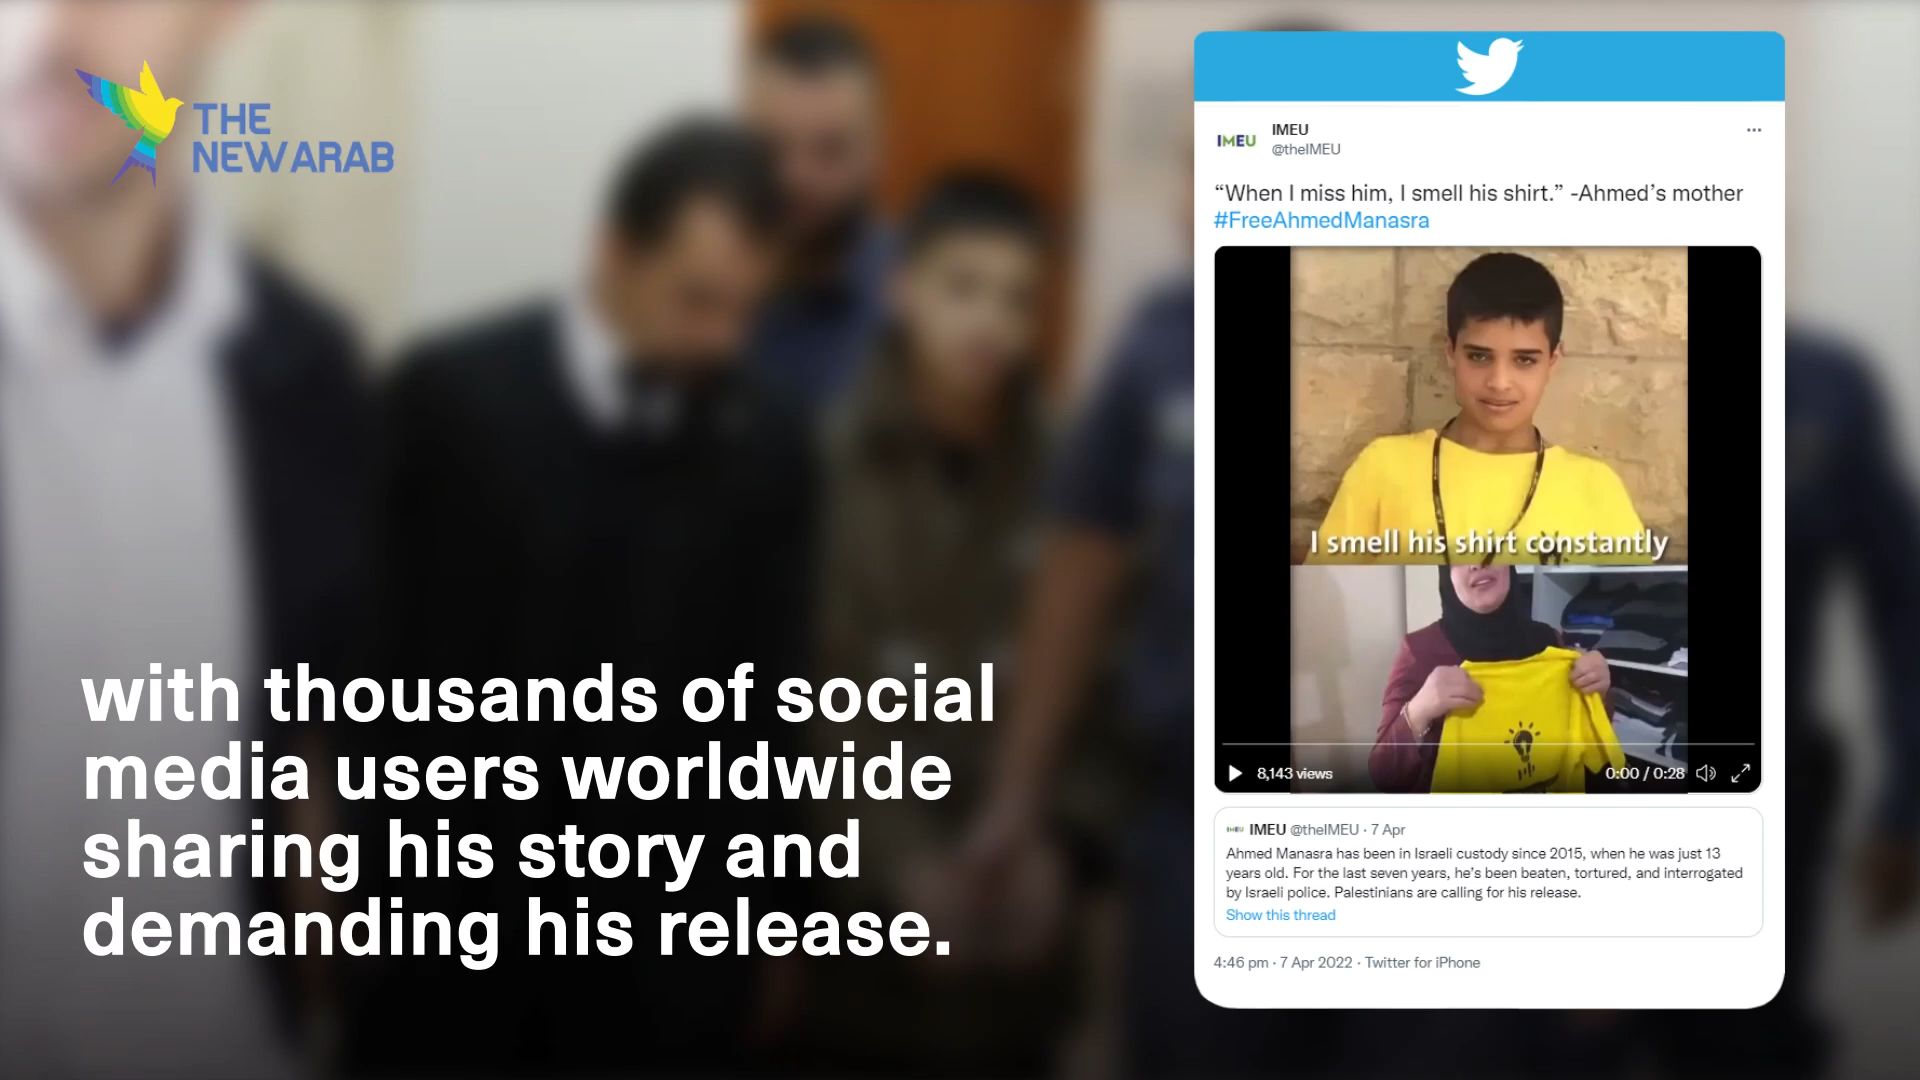 THE
NEW ARAB
with thousands of social
media users worldwide
sharing his story and
demanding his release.
IMEU
IMEU
@theIMEU
“When I miss him, I smell his shirt.” -Ahmed’s mother
#FreeAhmedManasra
I smell his shirt constantly
8,143 views
0:00 / 0:28
IMEU IMEU @theIMEU · 7 Apr
Ahmed Manasra has been in Israeli custody since 2015, when he was just 13
years old. For the last seven years, he’s been beaten, tortured, and interrogated
by Israeli police. Palestinians are calling for his release.
Show this thread
4:46 pm · 7 Apr 2022 · Twitter for iPhone